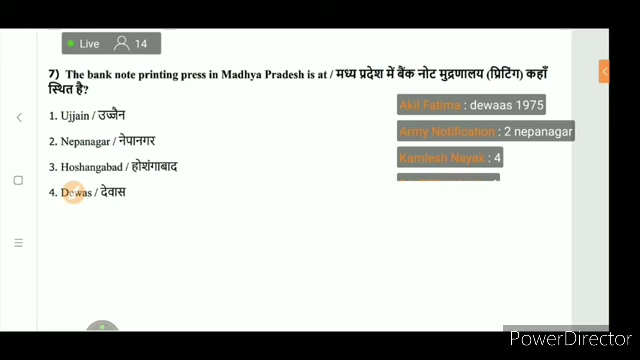 Live 14
7) The bank note printing press in Madhya Pradesh is at / मध्य प्रदेश में बैंक नोट मुद्रणालय (प्रिटिंग) कहाँ
स्थित है?
1. Ujjain / उज्जैन
2. Nepanagar / नेपानगर
3. Hoshangabad / होशंगाबाद
4. Dewas / देवास
Akil Fatima : dewaas 1975
Army Notification : 2 nepanagar
Kamlesh Nayak : 4
PowerDirector